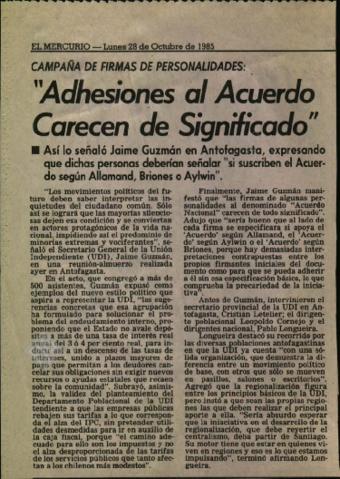 EL MERCURIO — Lunes 28 de Octubre de 1985
CAMPAÑA DE FIRMAS DE PERSONALIDADES:
"Adhesiones al Acuerdo
Carecen de Significado"
■ Así lo señaló Jaime Guzmán en Antofagasta, expresando
que dichas personas deberían señalar "si suscriben el Acuer-
do según Allamand, Briones o Aylwin".
"Los movimientos políticos del
futuro deben saber interpretar las in-
quietudes del ciudadano común. Sólo
así se logrará que las mayorías silencio-
sas dejen esa condición y se conviertan
en actores protagónicos de la vida na-
cional, impidiendo así el predominio de
minorías extremas y vociferantes", se-
ñaló el Secretario General de la Unión
Independiente (UDI), Jaime Guzmán,
en una reunión-almuerzo realizada
ayer en Antofagasta.
En el acto, que congregó a más de
500 asistentes, Guzmán expuso como
ejemplos del nuevo estilo político que
aspira a representar la UDI, "las suge-
rencias concretas que esa agrupación
ha formulado para solucionar el pro-
blema del endeudamiento interno, pro-
poniendo que el Estado no avale depó-
sitos a más de una tasa de interés real
anual del 3 ó 4 por ciento real, para in-
ducir así a un descenso de las tasas de
intereses, unido a plazos mayores de
pago que permitan a los deudores cance-
lar sus obligaciones sin exigir nuevos
recursos o ayudas estatales que recaen
sobre la comunidad". Subrayó, asimis-
mo, la validez del planteamiento del
Departamento Poblacional de la UDI
tendiente a que las empresas públicas
rebajen sus tarifas a lo que correspon-
da el alza del IPC, sin pretender utili-
dades desmedidas para ir en auxilio de
la caja fiscal, porque "el camino ade-
cuado para ello son los impuestos y no
el alza desproporcionada de las tarifas
de los servicios públicos que tanto afec-
tan a los chilenos más modestos".
Finalmente, Jaime Guzmán mani-
festó que "las firmas de algunas perso-
nalidades al denominado 'Acuerdo
Nacional' carecen de todo significado".
Adujo que "sería bueno que al lado de
cada firma se especificara si apoya el
'Acuerdo' según Allamand, el 'Acuer-
do' según Aylwin o el 'Acuerdo' según
Briones, porque hay demasiadas inter-
pretaciones contrapuestas entre los
propios firmantes iniciales del docu-
mento como para que se pueda adherir
a él sin esa especificación básica, lo que
comprueba la precariedad de la inicia-
tiva".
Antes de Guzmán, intervinieron el
secretario provincial de la UDI en Anto-
fagasta, Cristián Letelier; el dirigen-
te poblacional Leopoldo Cornejo y el
dirigente nacional, Pablo Longueira.
Longueira destacó su recorrido por
las diversas poblaciones antofagastinas
en que la UDI ya cuenta "con una só-
lida organización, que demuestra la di-
ferencia entre un movimiento político
de base, con otros que sólo se mueven
en pasillos, salones o escritorios".
Agregó que la regionalización figura
entre los principios básicos de la UDI,
pero instó a que sean las propias regio-
nes las que deben realizar el principal
aporte a ella. "Sería absurdo esperar
que la iniciativa en el desarrollo de la
regionalización, que debe revertir el
centralismo, deba partir de Santiago.
Su motor tiene que estar en quienes vi-
ven en regiones y eso es lo que estamos
impulsando", terminó afirmando Lon-
gueira.